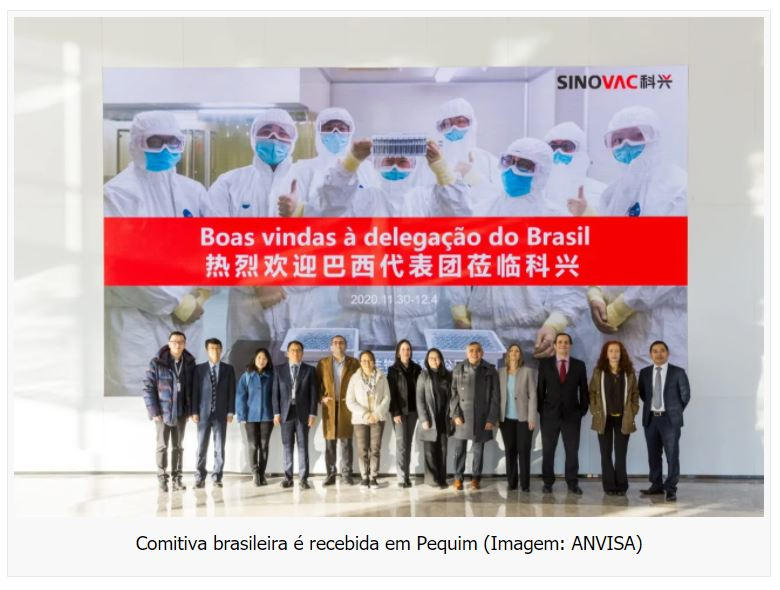 SINOVAC科兴
Boas vindas à delegação do Brasil
热烈欢迎巴西代表团莅临科兴
2020.11.30-12.4
Comitiva brasileira é recebida em Pequim (Imagem: ANVISA)